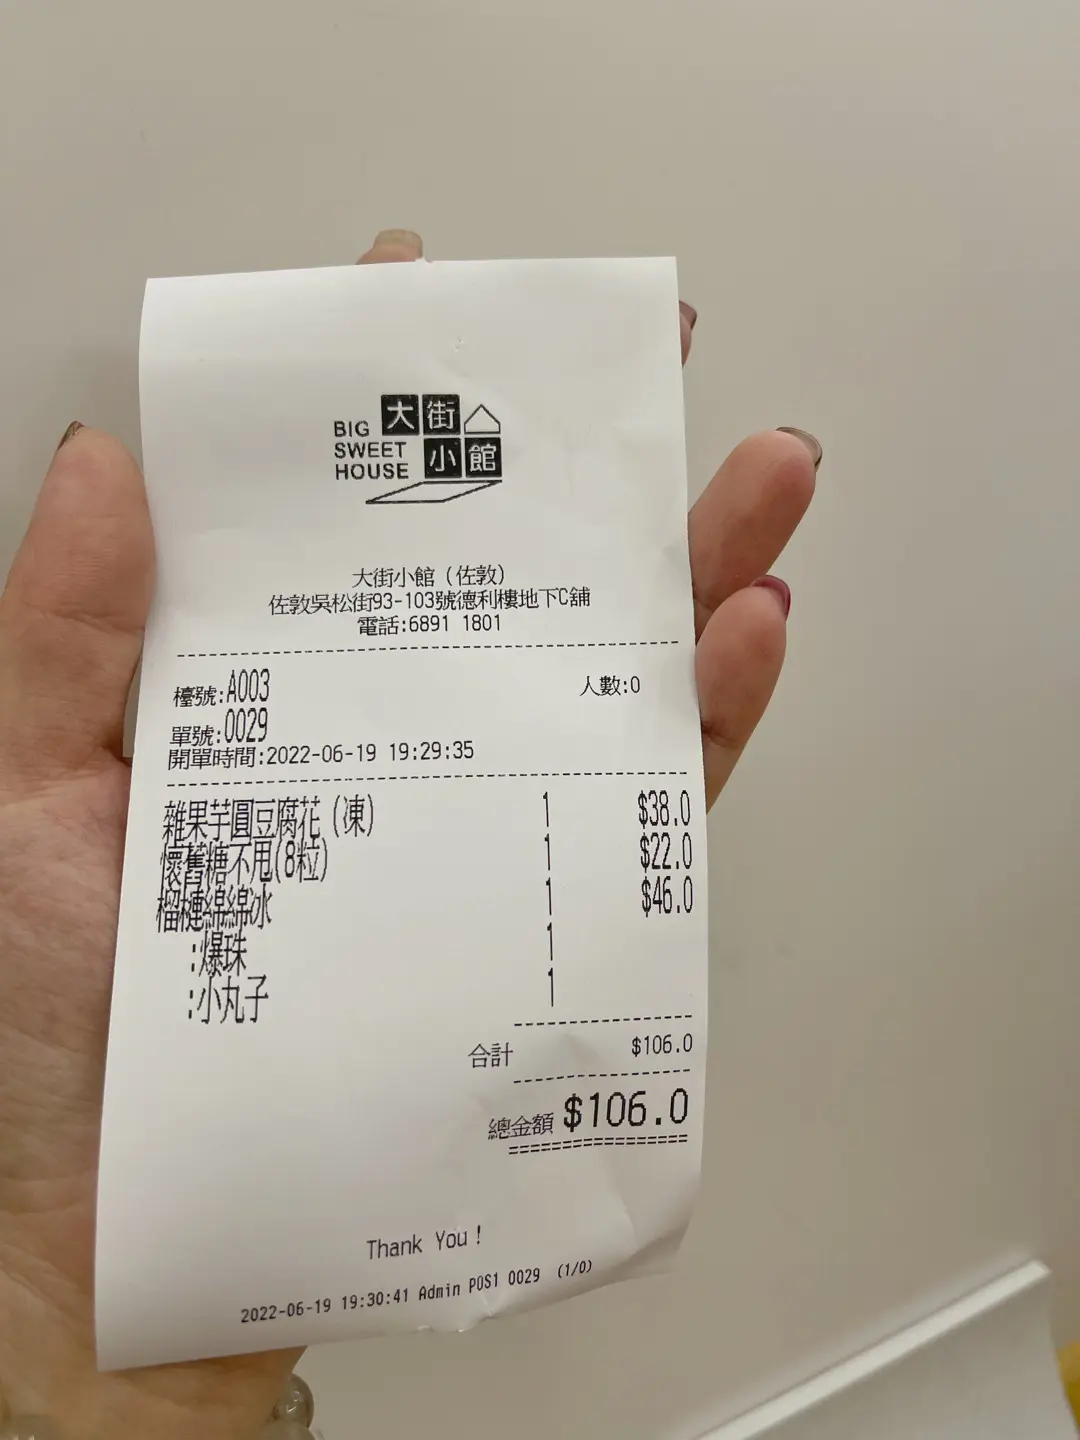 BIG 大街
SWEET
HOUSE 小館
大街小館（佐敦）
佐敦吳松街93-103號德利樓地下C舖
電話:6891 1801
檯號:A003 人數:0
單號:0029
開單時間:2022-06-19 19:29:35
雜果芋圓豆腐花（凍） 1 $38.0
懷舊糖不甩(8粒) 1 $22.0
榴槤綿綿冰 1 $46.0
:爆珠 1
:小丸子 1
合計 $106.0
總金額 $106.0
Thank You !
2022-06-19 19:30:41 Admin POS1 0029 (1/0)